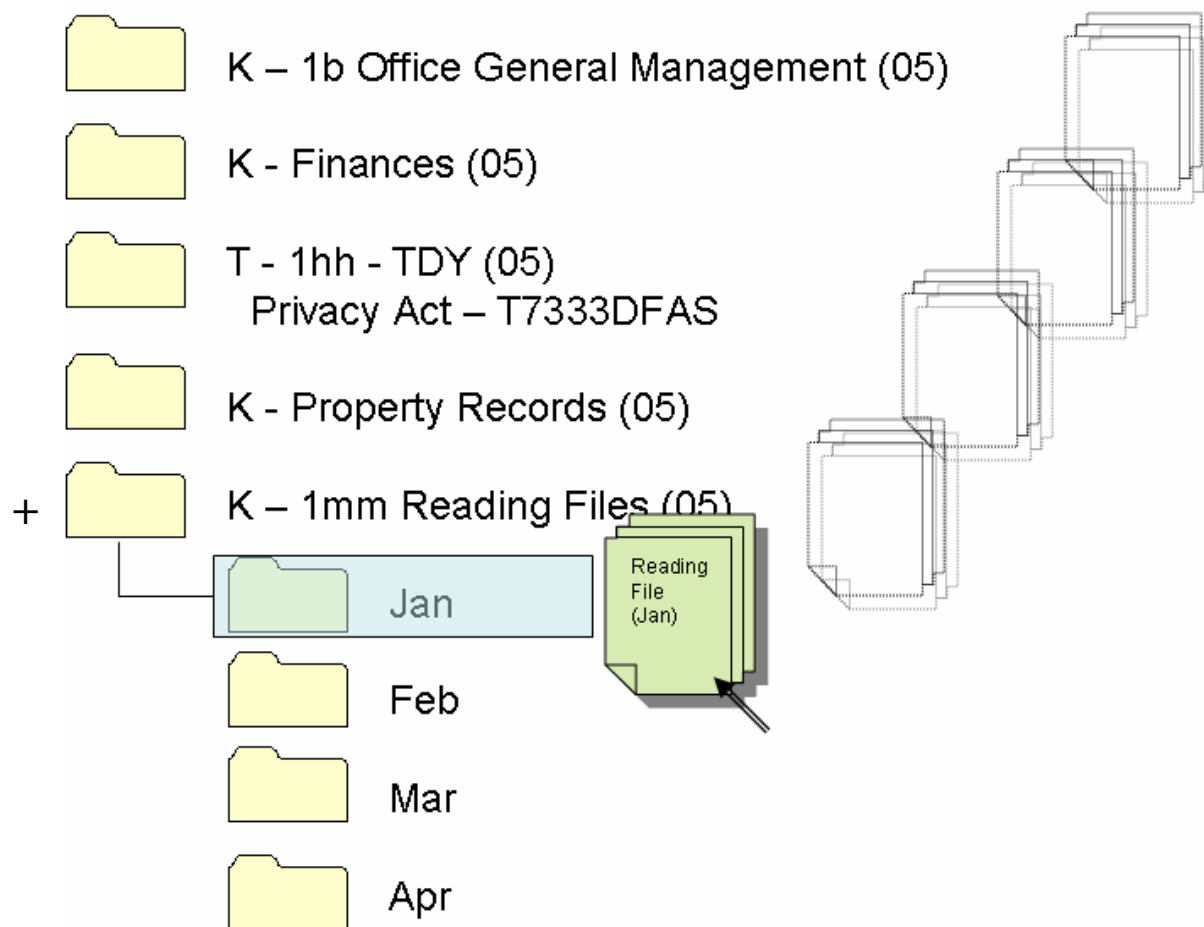 K – 1b Office General Management (05)
K - Finances (05)
T - 1hh - TDY (05)
Privacy Act – T7333DFAS
K - Property Records (05)
+ K – 1mm Reading Files (05)
Jan
Reading
File
(Jan)
Feb
Mar
Apr